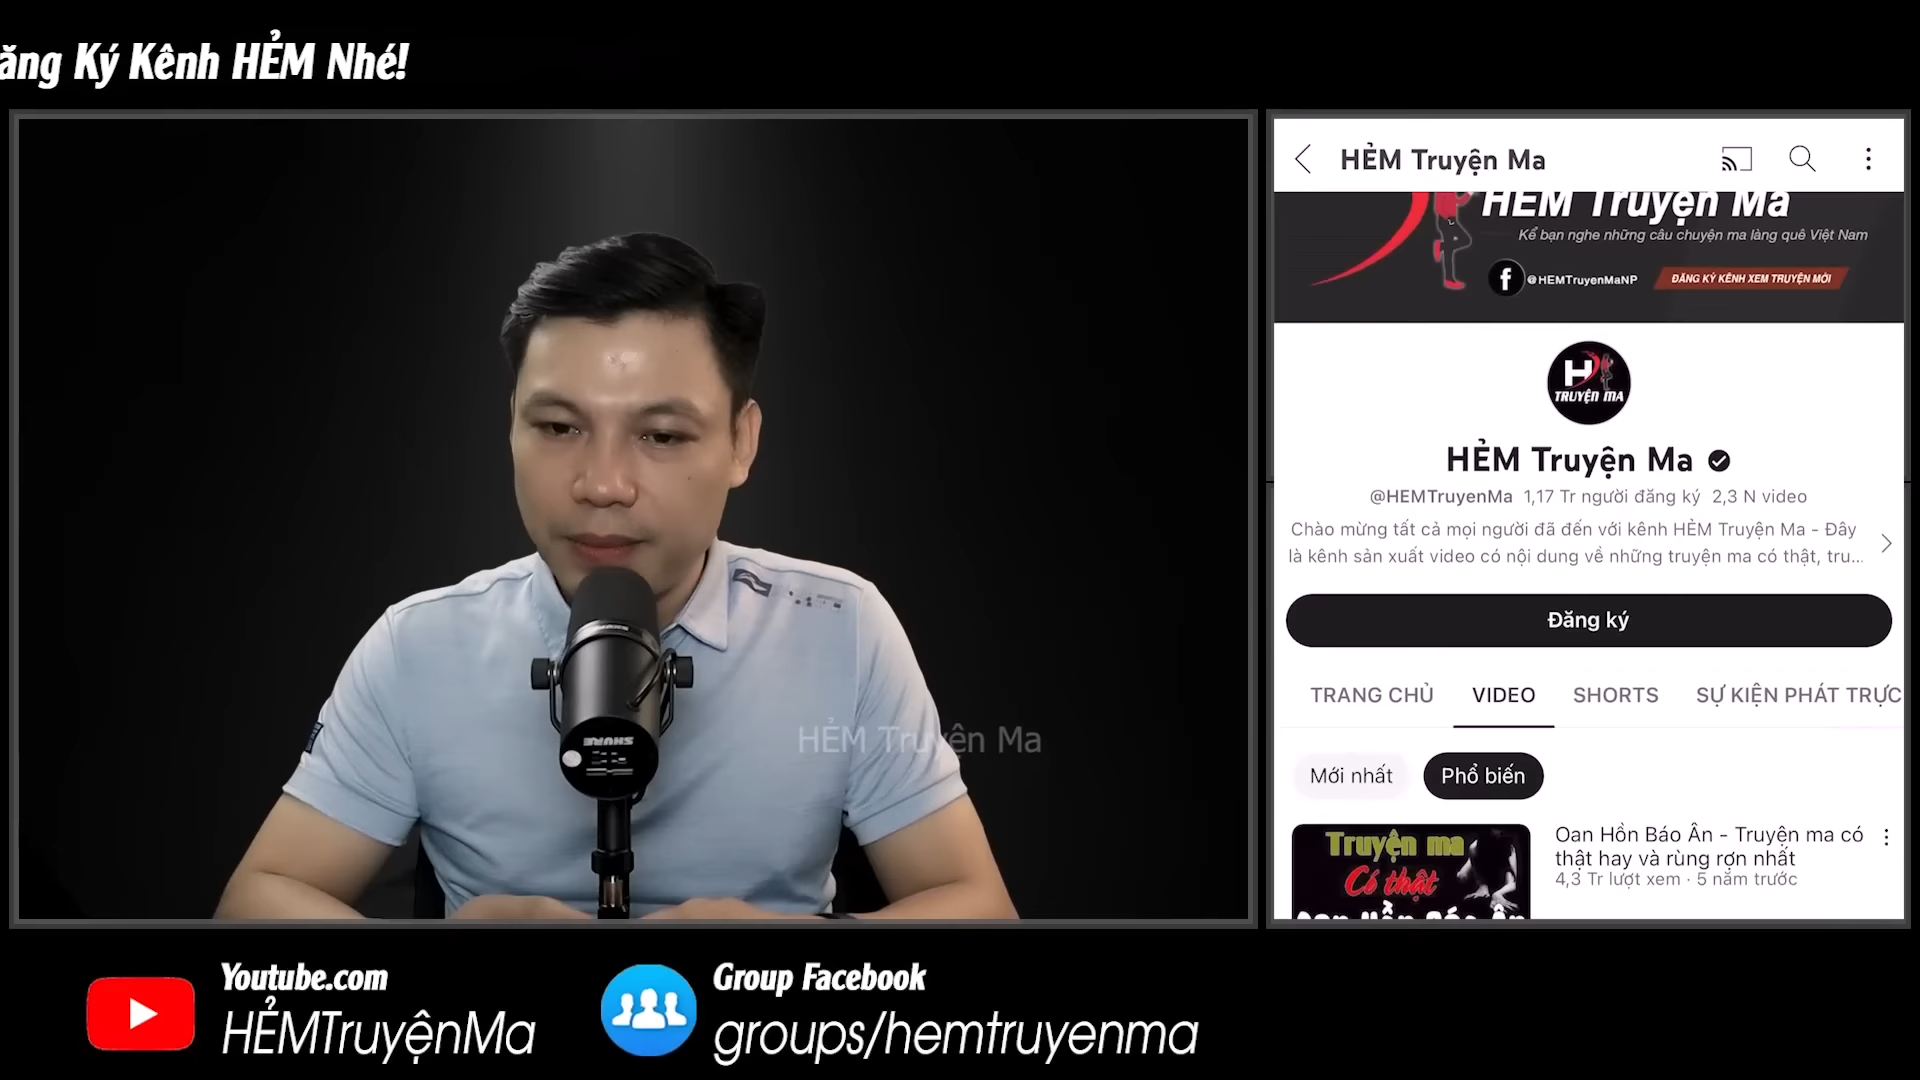 ăng Ký Kênh HẺM Nhé!
HẺM Truyện Ma
HẺM Truyện Ma
Kể bạn nghe những câu chuyện ma làng quê Việt Nam
f @HEMTruyenMaNP
ĐĂNG KÝ KÊNH XEM TRUYỆN MỚI
H
TRUYỆN MA
HẺM Truyện Ma
@HEMTruyenMa 1,17 Tr người đăng ký 2,3 N video
Chào mừng tất cả mọi người đã đến với kênh HẺM Truyện Ma - Đây
là kênh sản xuất video có nội dung về những truyện ma có thật, tru...
Đăng ký
TRANG CHỦ VIDEO SHORTS SỰ KIỆN PHÁT TRỰC
Mới nhất Phổ biến
Truyện ma
Có thật
Oan Hồn Báo Ân
Oan Hồn Báo Ân - Truyện ma có
thật hay và rùng rợn nhất
4,3 Tr lượt xem · 5 năm trước
SHURE
HẺM Truyện Ma
Youtube.com
HẺMTruyệnMa
Group Facebook
groups/hemtruyenma